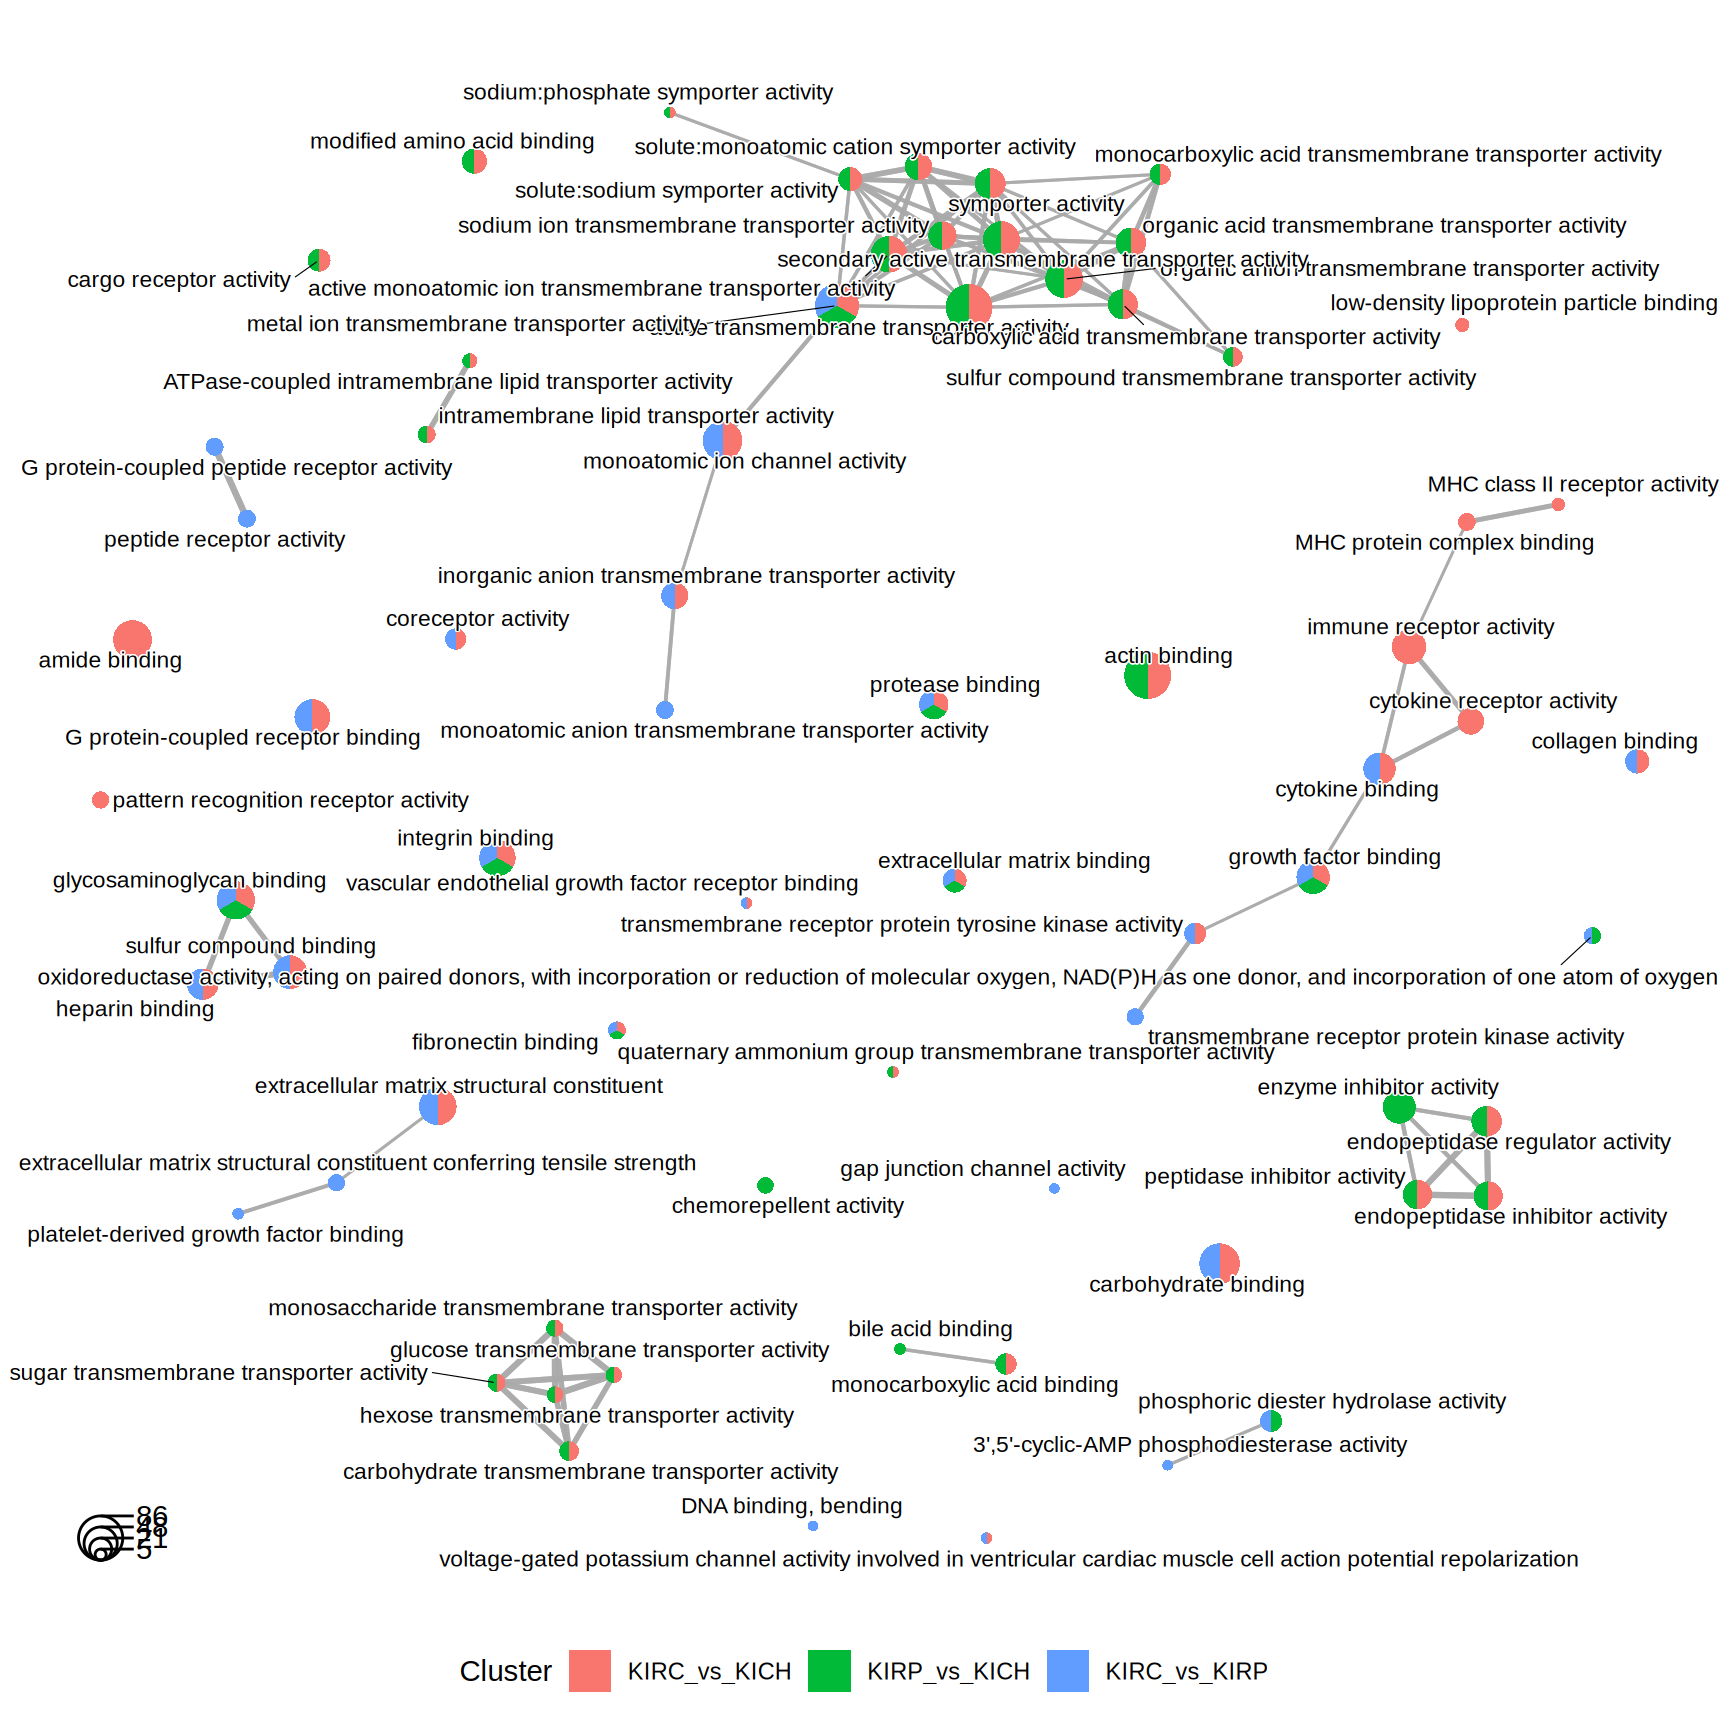 sodium:phosphate symporter activity
modified amino acid binding
solute:monoatomic cation symporter activity
monocarboxylic acid transmembrane transporter activity
solute:sodium symporter activity
symporter activity
sodium ion transmembrane transporter activity
organic acid transmembrane transporter activity
secondary active transmembrane transporter activity
organic anion transmembrane transporter activity
cargo receptor activity
active monoatomic ion transmembrane transporter activity
low-density lipoprotein particle binding
metal ion transmembrane transporter activity
active transmembrane transporter activity
carboxylic acid transmembrane transporter activity
sulfur compound transmembrane transporter activity
ATPase-coupled intramembrane lipid transporter activity
intramembrane lipid transporter activity
G protein-coupled peptide receptor activity
monoatomic ion channel activity
MHC class II receptor activity
peptide receptor activity
MHC protein complex binding
inorganic anion transmembrane transporter activity
coreceptor activity
immune receptor activity
amide binding
actin binding
protease binding
cytokine receptor activity
G protein-coupled receptor binding
monoatomic anion transmembrane transporter activity
collagen binding
cytokine binding
pattern recognition receptor activity
integrin binding
extracellular matrix binding
growth factor binding
glycosaminoglycan binding
vascular endothelial growth factor receptor binding
transmembrane receptor protein tyrosine kinase activity
sulfur compound binding
oxidoreductase activity, acting on paired donors, with incorporation or reduction of molecular oxygen, NAD(P)H as one donor, and incorporation of one atom of oxygen
heparin binding
fibronectin binding
transmembrane receptor protein kinase activity
quaternary ammonium group transmembrane transporter activity
extracellular matrix structural constituent
enzyme inhibitor activity
endopeptidase regulator activity
extracellular matrix structural constituent conferring tensile strength
gap junction channel activity
peptidase inhibitor activity
chemorepellent activity
endopeptidase inhibitor activity
platelet-derived growth factor binding
carbohydrate binding
monosaccharide transmembrane transporter activity
bile acid binding
glucose transmembrane transporter activity
sugar transmembrane transporter activity
monocarboxylic acid binding
hexose transmembrane transporter activity
phosphoric diester hydrolase activity
3',5'-cyclic-AMP phosphodiesterase activity
carbohydrate transmembrane transporter activity
DNA binding, bending
voltage-gated potassium channel activity involved in ventricular cardiac muscle cell action potential repolarization
86
48
21
5
Cluster KIRC_vs_KICH KIRP_vs_KICH KIRC_vs_KIRP